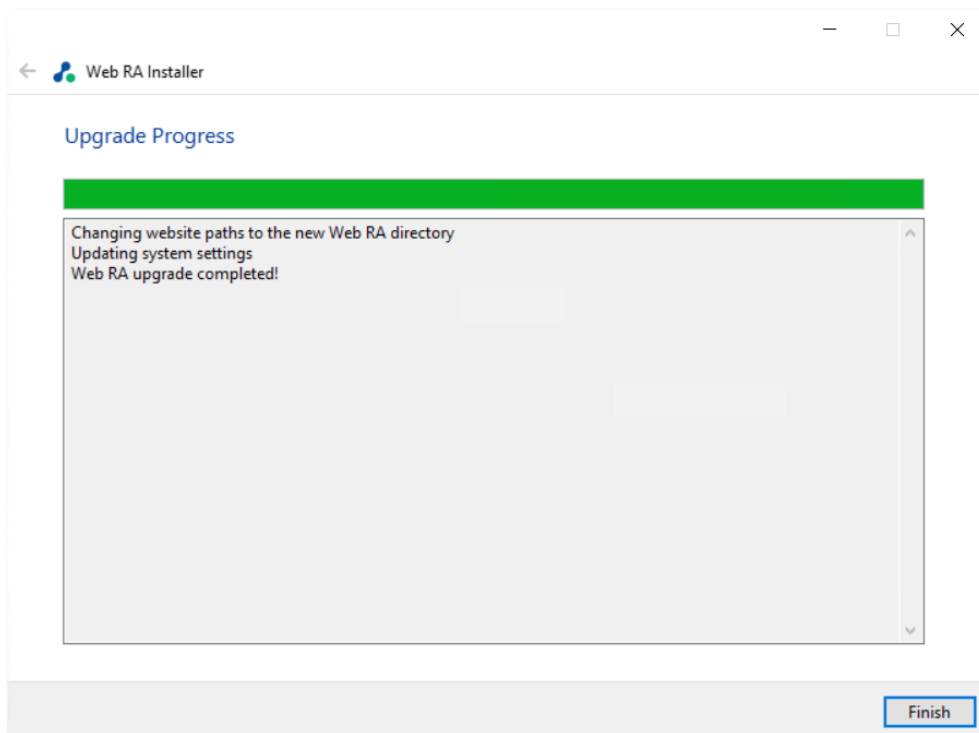 Web RA Installer
Upgrade Progress
Changing website paths to the new Web RA directory
Updating system settings
Web RA upgrade completed!
Finish